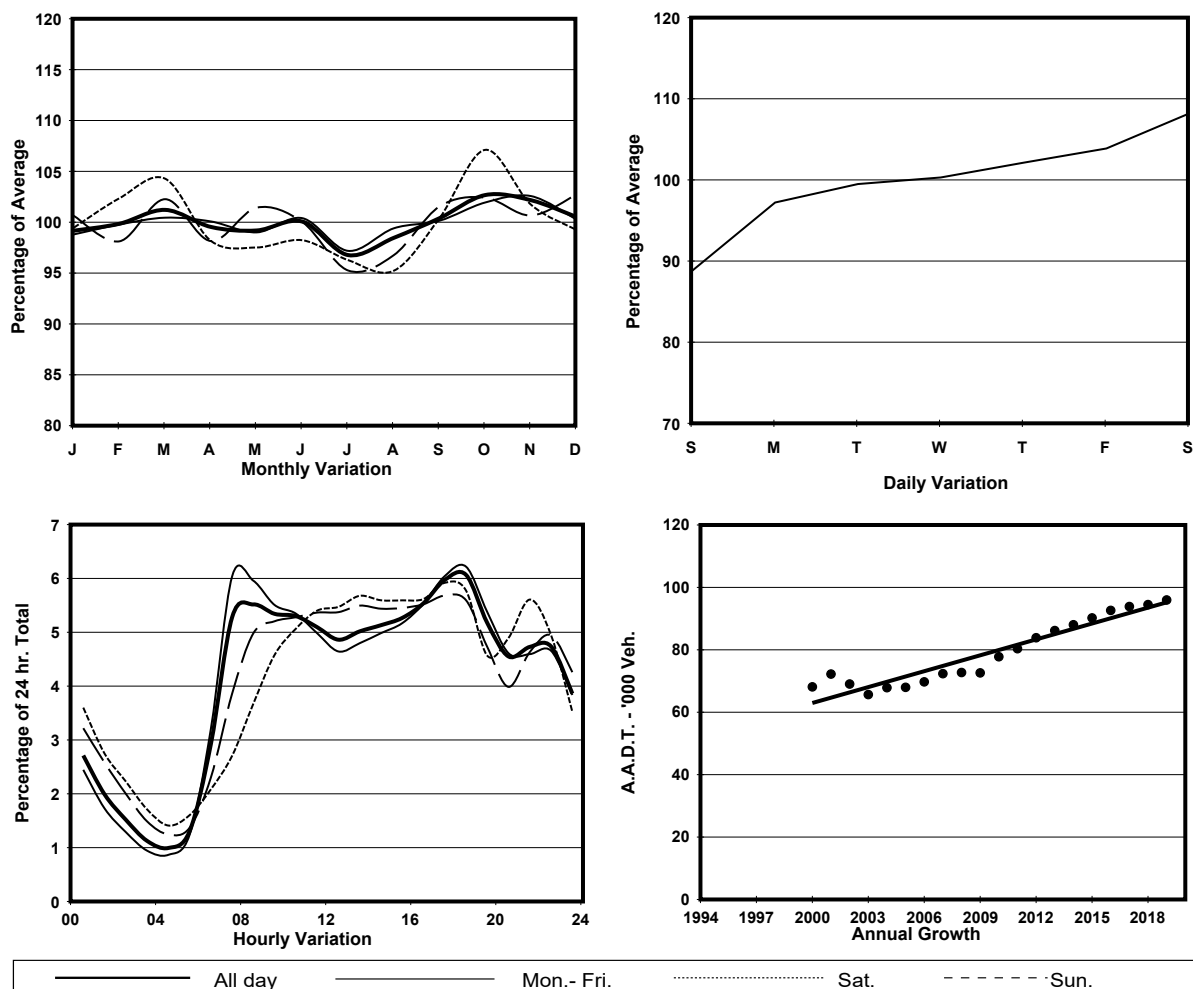 120
115
110
105
100
95
90
85
80
Percentage of Average
J F M A M J J A S O N D
Monthly Variation
120
110
100
90
80
70
Percentage of Average
S M T W T F S
Daily Variation
7
6
5
4
3
2
1
0
Percentage of 24 hr. Total
00 04 08 12 16 20 24
Hourly Variation
120
100
80
60
40
20
0
A.A.D.T. - '000 Veh.
1994 1997 2000 2003 2006 2009 2012 2015 2018
Annual Growth
All day Mon.- Fri. Sat. Sun.